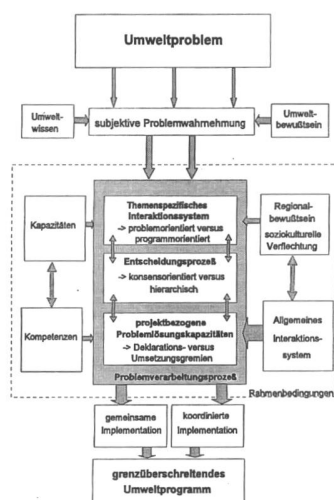 Umweltproblem
Umwelt-
wissen
subjektive Problemwahrnehmung
Umwelt-
bewußtsein
Themenspezifisches
Interaktionssystem
-> problemorientiert versus
programmorientiert
Kapazitäten
Regional-
bewußtsein
soziokulturelle
Verflechtung
Entscheidungsprozeß
-> konsensorientiert versus
hierarchisch
Kompetenzen
projektbezogene
Problemlösungskapazitäten
-> Deklarations- versus
Umsetzungsgremien
Allgemeines
Interaktions-
system
Problemverarbeitungsprozeß
Rahmenbedingungen
gemeinsame
Implementation
koordinierte
Implementation
grenzüberschreitendes
Umweltprogramm